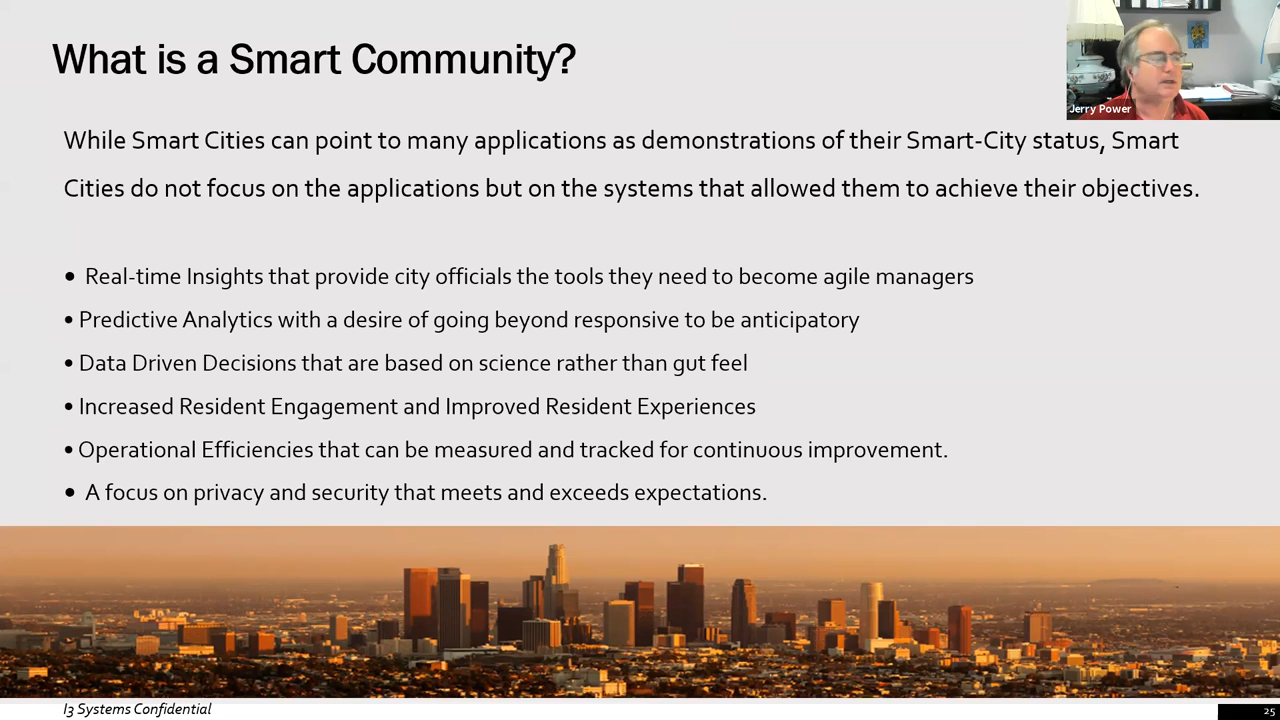 What is a Smart Community?
Jerry Power
While Smart Cities can point to many applications as demonstrations of their Smart-City status, Smart
Cities do not focus on the applications but on the systems that allowed them to achieve their objectives.
• Real-time Insights that provide city officials the tools they need to become agile managers
• Predictive Analytics with a desire of going beyond responsive to be anticipatory
• Data Driven Decisions that are based on science rather than gut feel
• Increased Resident Engagement and Improved Resident Experiences
• Operational Efficiencies that can be measured and tracked for continuous improvement.
• A focus on privacy and security that meets and exceeds expectations.
I3 Systems Confidential
25